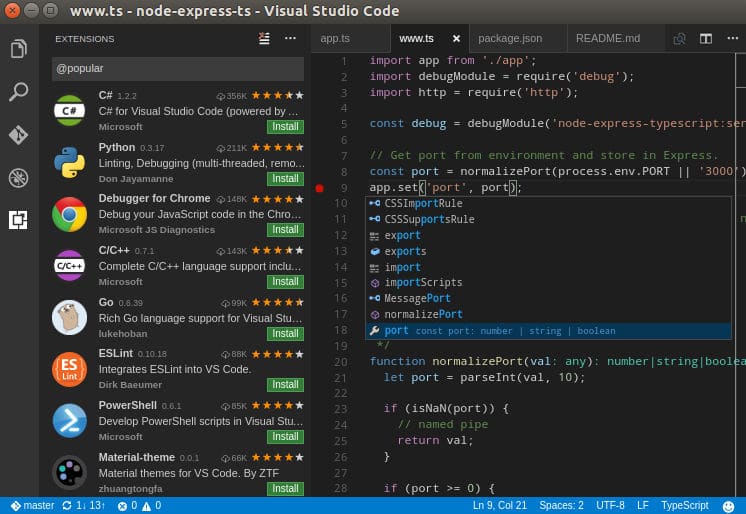 www.ts - node-express-ts - Visual Studio Code
EXTENSIONS
@popular
C# 1.2.2 356K
C# for Visual Studio Code (powered by ...
Microsoft Install
Python 0.3.17 211K
Linting, Debugging (multi-threaded, remo...
Don Jayamanne Install
Debugger for Chrome 148K
Debug your JavaScript code in the Chro...
Microsoft JS Diagnostics Install
C/C++ 0.7.1 143K
C/C++
Complete C/C++ language support inclu...
Microsoft Install
Go 0.6.39 99K
Rich Go language support for Visual Stu...
lukehoban Install
ESLint 0.10.18 88K
ES
Lint
Integrates ESLint into VS Code.
Dirk Baeumer Install
PowerShell 0.6.1 85K
Develop PowerShell scripts in Visual Stu...
Microsoft Install
Material-theme 0.0.1 66K
Material themes for VS Code. By ZTF
zhuangtongfa Install
app.ts www.ts package.json README.md
1 import app from './app';
2 import debugModule = require('debug');
3 import http = require('http');
4
5 const debug = debugModule('node-express-typescript:ser
6
7 // Get port from environment and store in Express.
8 const port = normalizePort(process.env.PORT || '3000')
9 app.set('port', port);
10 CSSImportRule
11 CSSSupportsRule
12 export
13 exports
14 import
15 importScripts
16 MessagePort
17 normalizePort
18 port const port: number | string | boolean
19 */
20 function normalizePort(val: any): number|string|boolea
21 let port = parseInt(val, 10);
22
23 if (isNaN(port)) {
24 // named pipe
25 return val;
26 }
27
28 if (port >= 0) {
master 1↓ 13↑ 0 0 Ln 9, Col 21 Spaces: 2 UTF-8 LF TypeScript